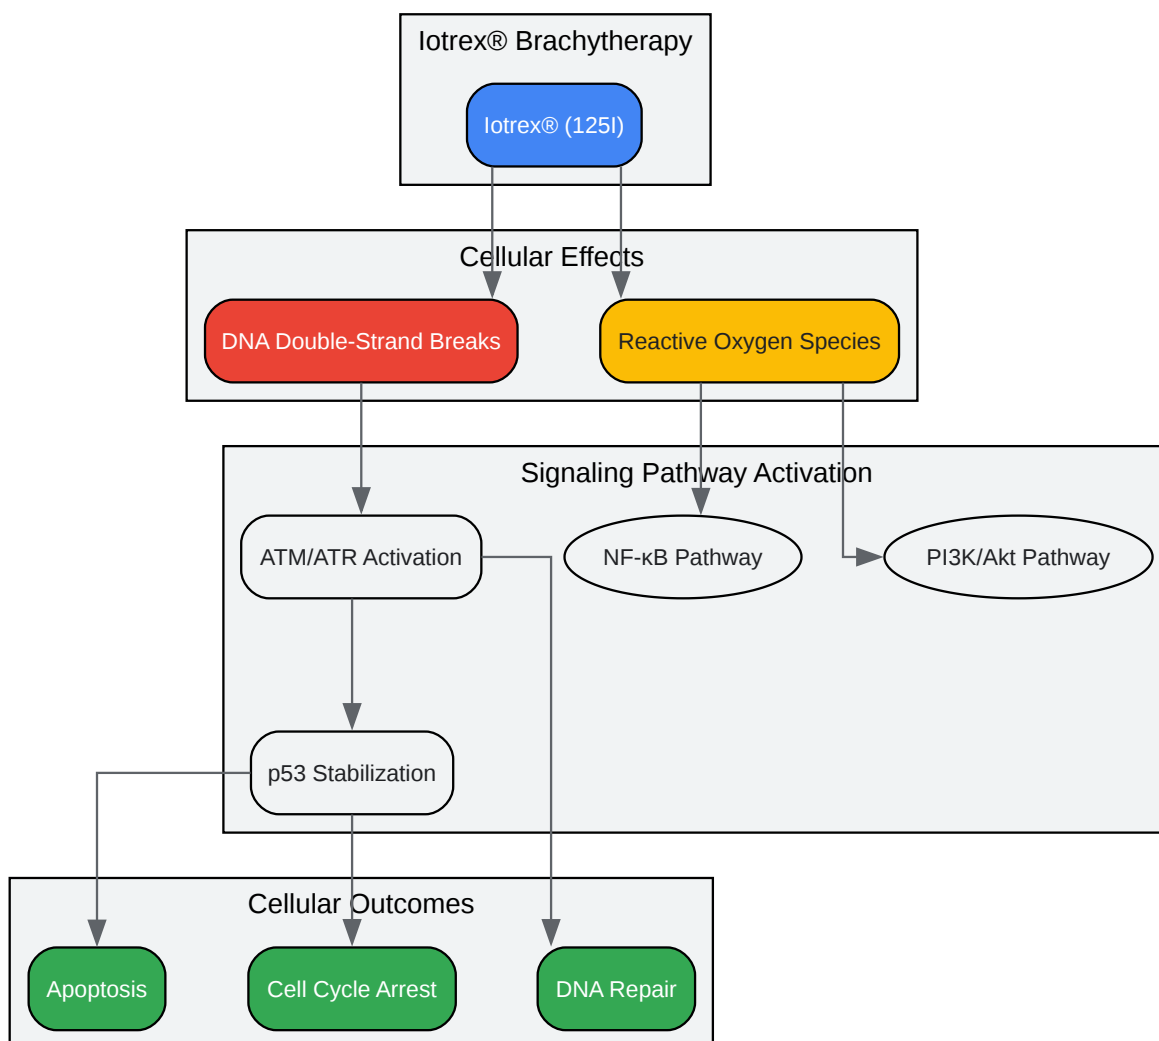 Iotrex® Brachytherapy
Iotrex® (125I)
Cellular Effects
DNA Double-Strand Breaks
Reactive Oxygen Species
Signaling Pathway Activation
ATM/ATR Activation
NF-κB Pathway
PI3K/Akt Pathway
p53 Stabilization
Cellular Outcomes
Apoptosis
Cell Cycle Arrest
DNA Repair